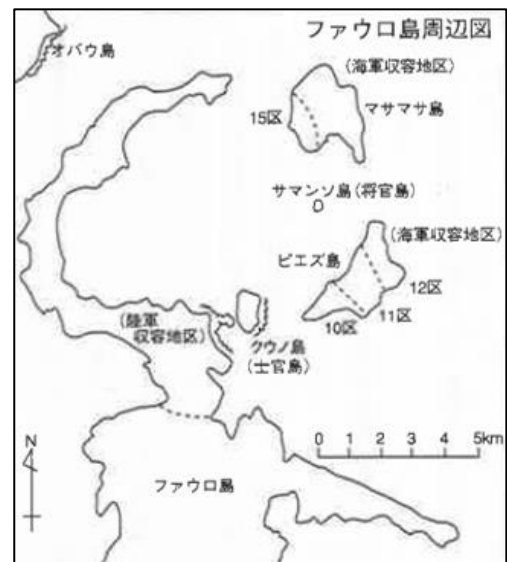 ファウロ島周辺図
オバウ島
(海軍収容地区)
マサマサ島
15区
サマンソ島(将官島)
(海軍収容地区)
ピエズ島
12区
11区
10区
(陸軍
収容地区)
クウノ島
(士官島)
N
0 1 2 3 4 5km
ファウロ島